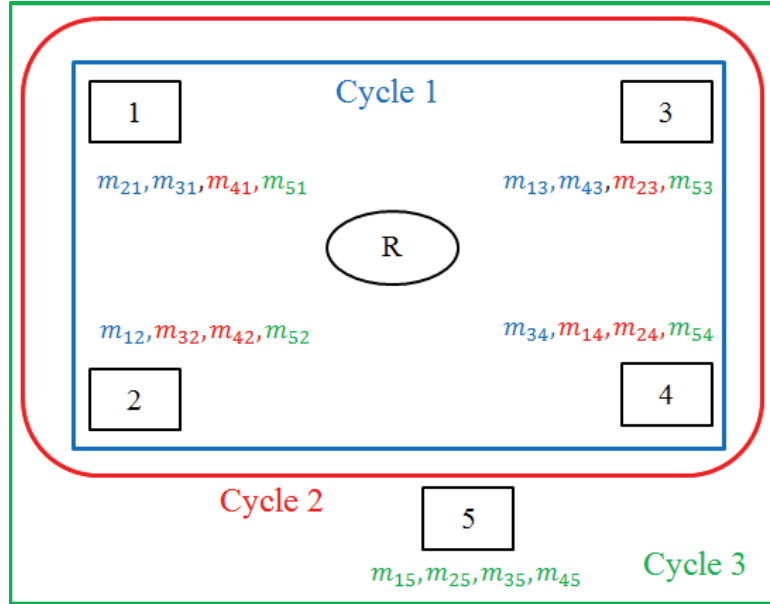 Cycle 1
1
3
m₂₁,m₃₁,m₄₁,m₅₁
m₁₃,m₄₃,m₂₃,m₅₃
R
m₁₂,m₃₂,m₄₂,m₅₂
m₃₄,m₁₄,m₂₄,m₅₄
2
4
Cycle 2
5
m₁₅,m₂₅,m₃₅,m₄₅
Cycle 3